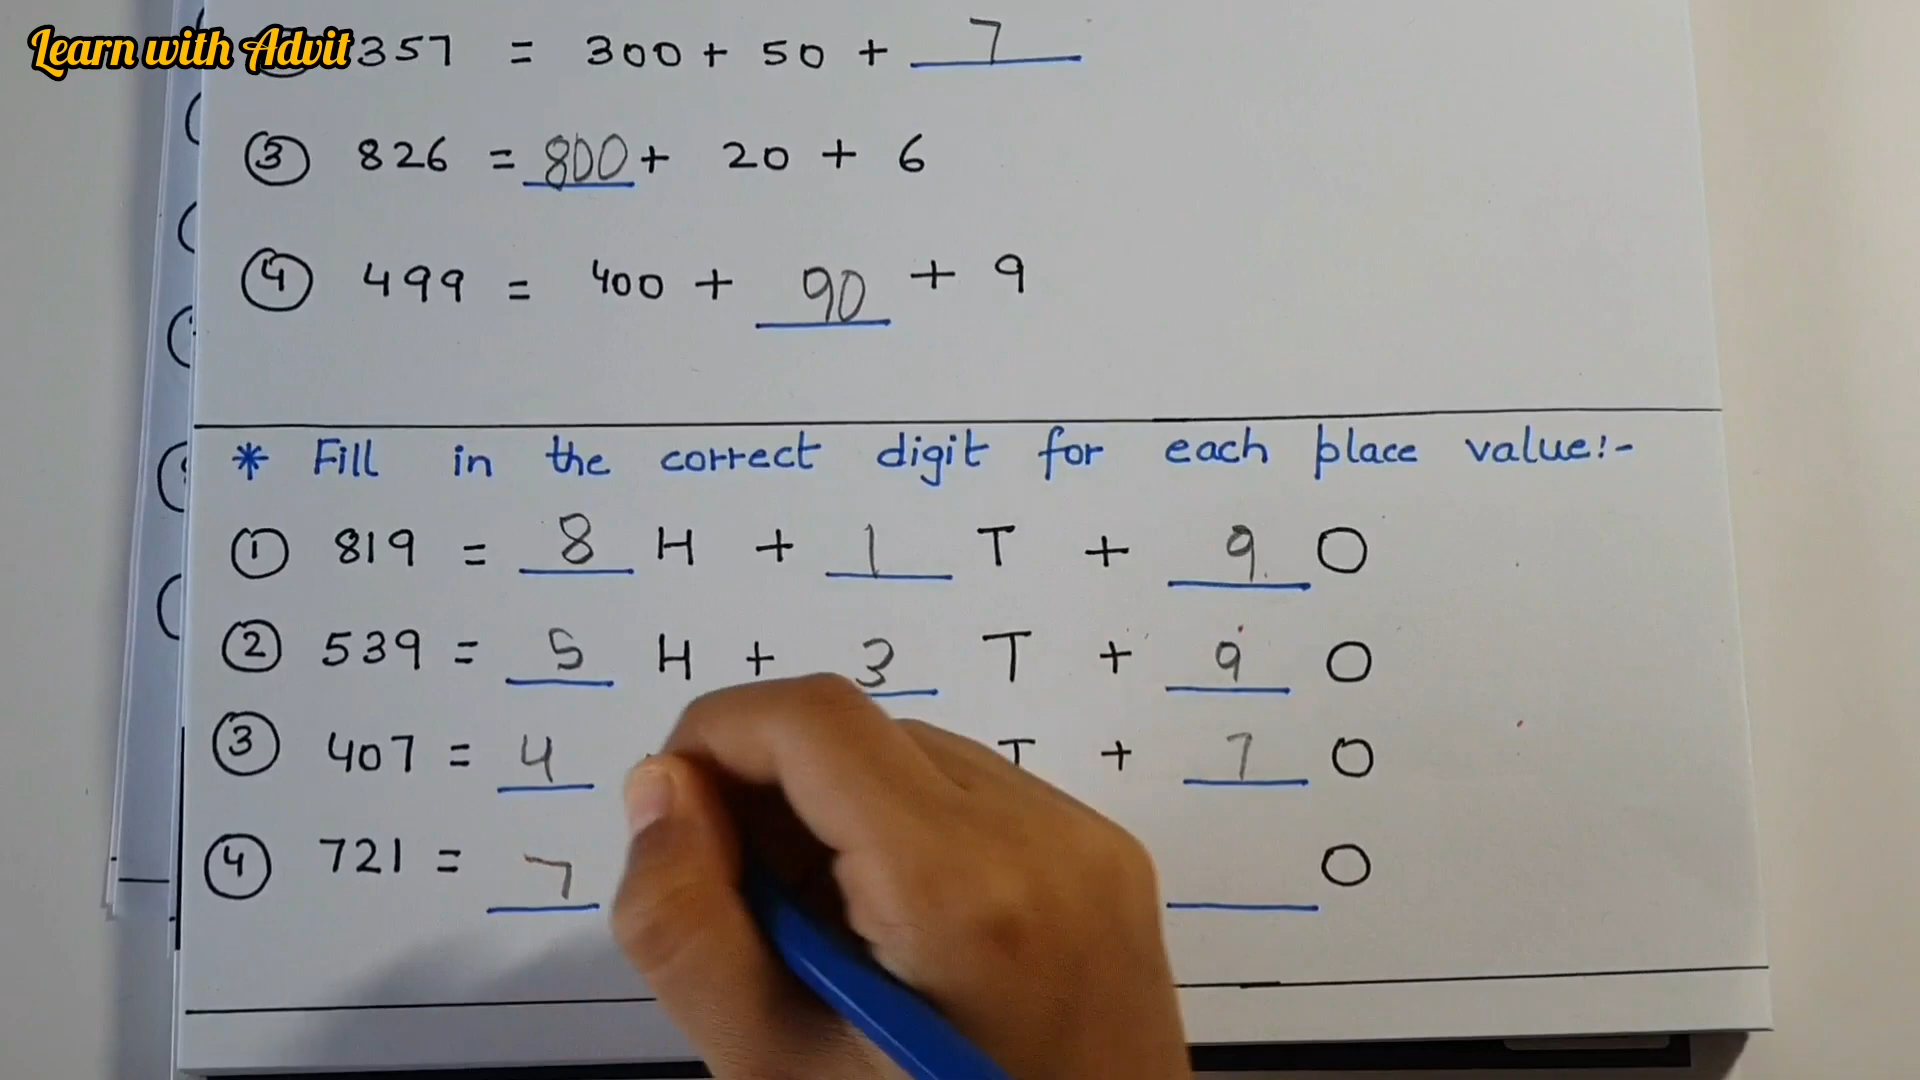 Learn with Advit
357 = 300 + 50 + 7
③ 826 = 800 + 20 + 6
④ 499 = 400 + 90 + 9
* Fill in the correct digit for each place value:-
① 819 = 8 H + 1 T + 9 O
② 539 = 5 H + 3 T + 9 O
③ 407 = 4 T + 7 O
④ 721 = 7 O